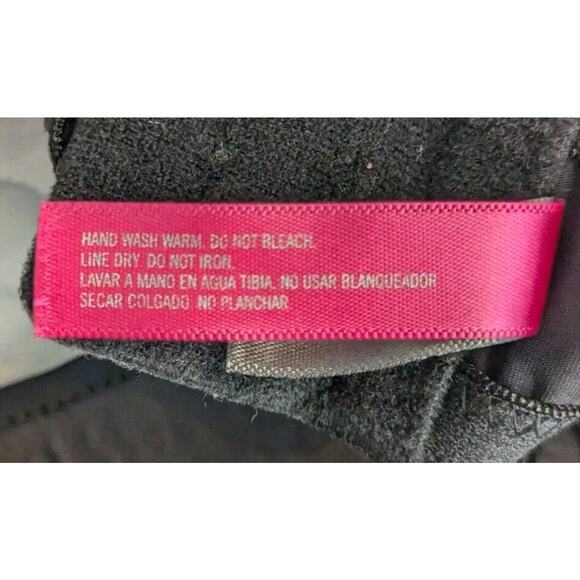 HAND WASH WARM. DO NOT BLEACH.
LINE DRY. DO NOT IRON.
LAVAR A MANO EN AGUA TIBIA. NO USAR BLANQUEADOR
SECAR COLGADO. NO PLANCHAR